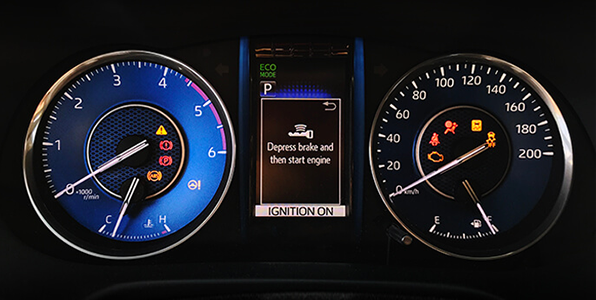 3 4
2 5
1 6
0
×1000
r/min
C H
ECO
MODE
P
Depress brake and
then start engine
IGNITION ON
100 120
80 140
60 160
40 180
20 200
0
km/h
E F